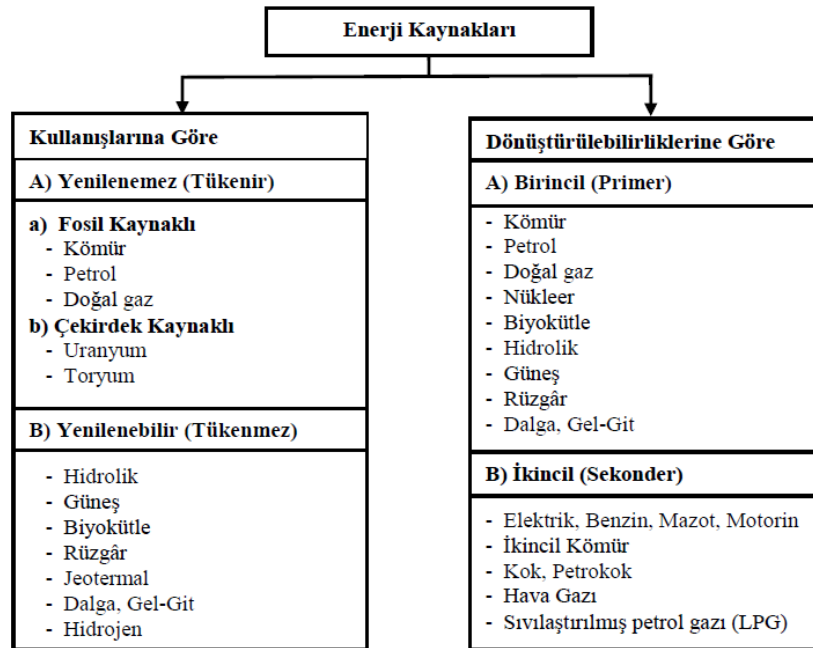 Enerji Kaynakları
Kullanışlarına Göre
A) Yenilenemez (Tükenir)
a) Fosil Kaynaklı
- Kömür
- Petrol
- Doğal gaz
b) Çekirdek Kaynaklı
- Uranyum
- Toryum
B) Yenilenebilir (Tükenmez)
- Hidrolik
- Güneş
- Biyokütle
- Rüzgâr
- Jeotermal
- Dalga, Gel-Git
- Hidrojen
Dönüştürülebilirliklerine Göre
A) Birincil (Primer)
- Kömür
- Petrol
- Doğal gaz
- Nükleer
- Biyokütle
- Hidrolik
- Güneş
- Rüzgâr
- Dalga, Gel-Git
B) İkincil (Sekonder)
- Elektrik, Benzin, Mazot, Motorin
- İkincil Kömür
- Kok, Petrokok
- Hava Gazı
- Sıvılaştırılmış petrol gazı (LPG)